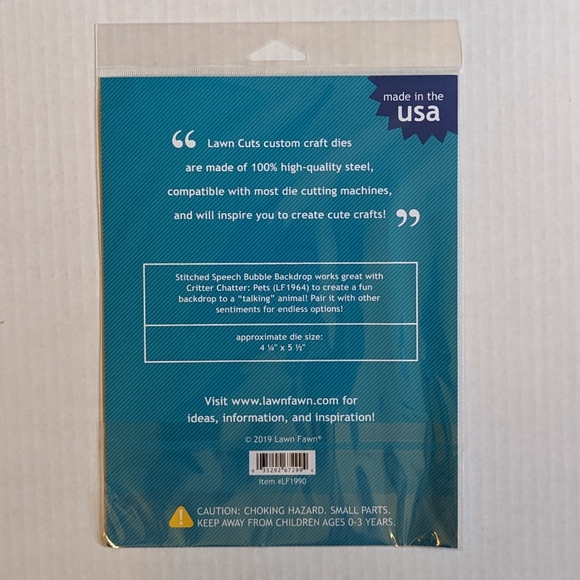 made in the
usa
“ Lawn Cuts custom craft dies
are made of 100% high-quality steel,
compatible with most die cutting machines,
and will inspire you to create cute crafts! ”
Stitched Speech Bubble Backdrop works great with
Critter Chatter: Pets (LF1964) to create a fun
backdrop to a “talking” animal! Pair it with other
sentiments for endless options!
approximate die size:
4 ¼" x 5 ½"
Visit www.lawnfawn.com for
ideas, information, and inspiration!
© 2019 Lawn Fawn®
8 35292 67299 4
Item #LF1990
CAUTION: CHOKING HAZARD. SMALL PARTS.
KEEP AWAY FROM CHILDREN AGES 0-3 YEARS.